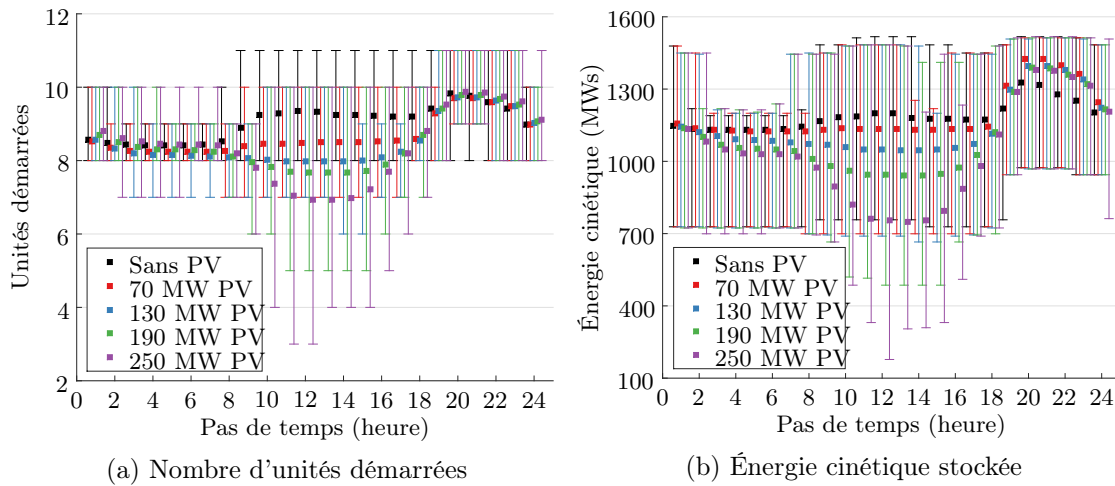 12
10
8
6
4
2
Unités démarrées
Sans PV
70 MW PV
130 MW PV
190 MW PV
250 MW PV
0 2 4 6 8 10 12 14 16 18 20 22 24
Pas de temps (heure)
(a) Nombre d'unités démarrées
1600
1300
1000
700
400
100
Énergie cinétique (MWs)
Sans PV
70 MW PV
130 MW PV
190 MW PV
250 MW PV
0 2 4 6 8 10 12 14 16 18 20 22 24
Pas de temps (heure)
(b) Énergie cinétique stockée